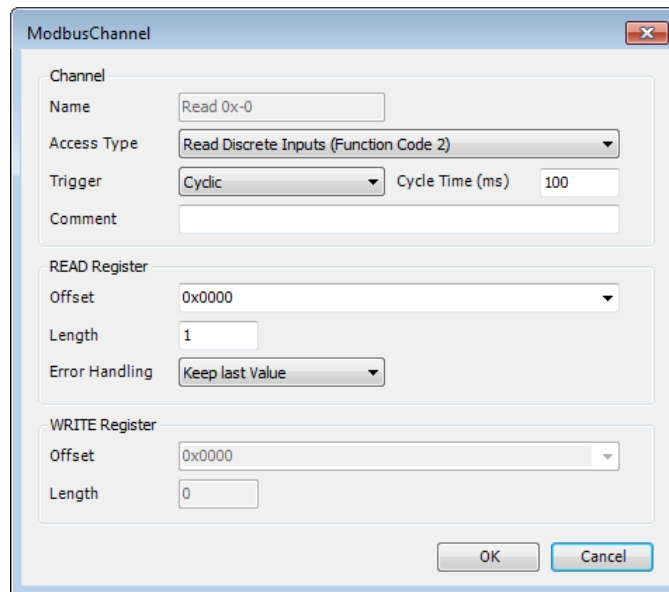 ModbusChannel
Channel
Name Read 0x-0
Access Type Read Discrete Inputs (Function Code 2)
Trigger Cyclic Cycle Time (ms) 100
Comment
READ Register
Offset 0x0000
Length 1
Error Handling Keep last Value
WRITE Register
Offset 0x0000
Length 0
OK Cancel